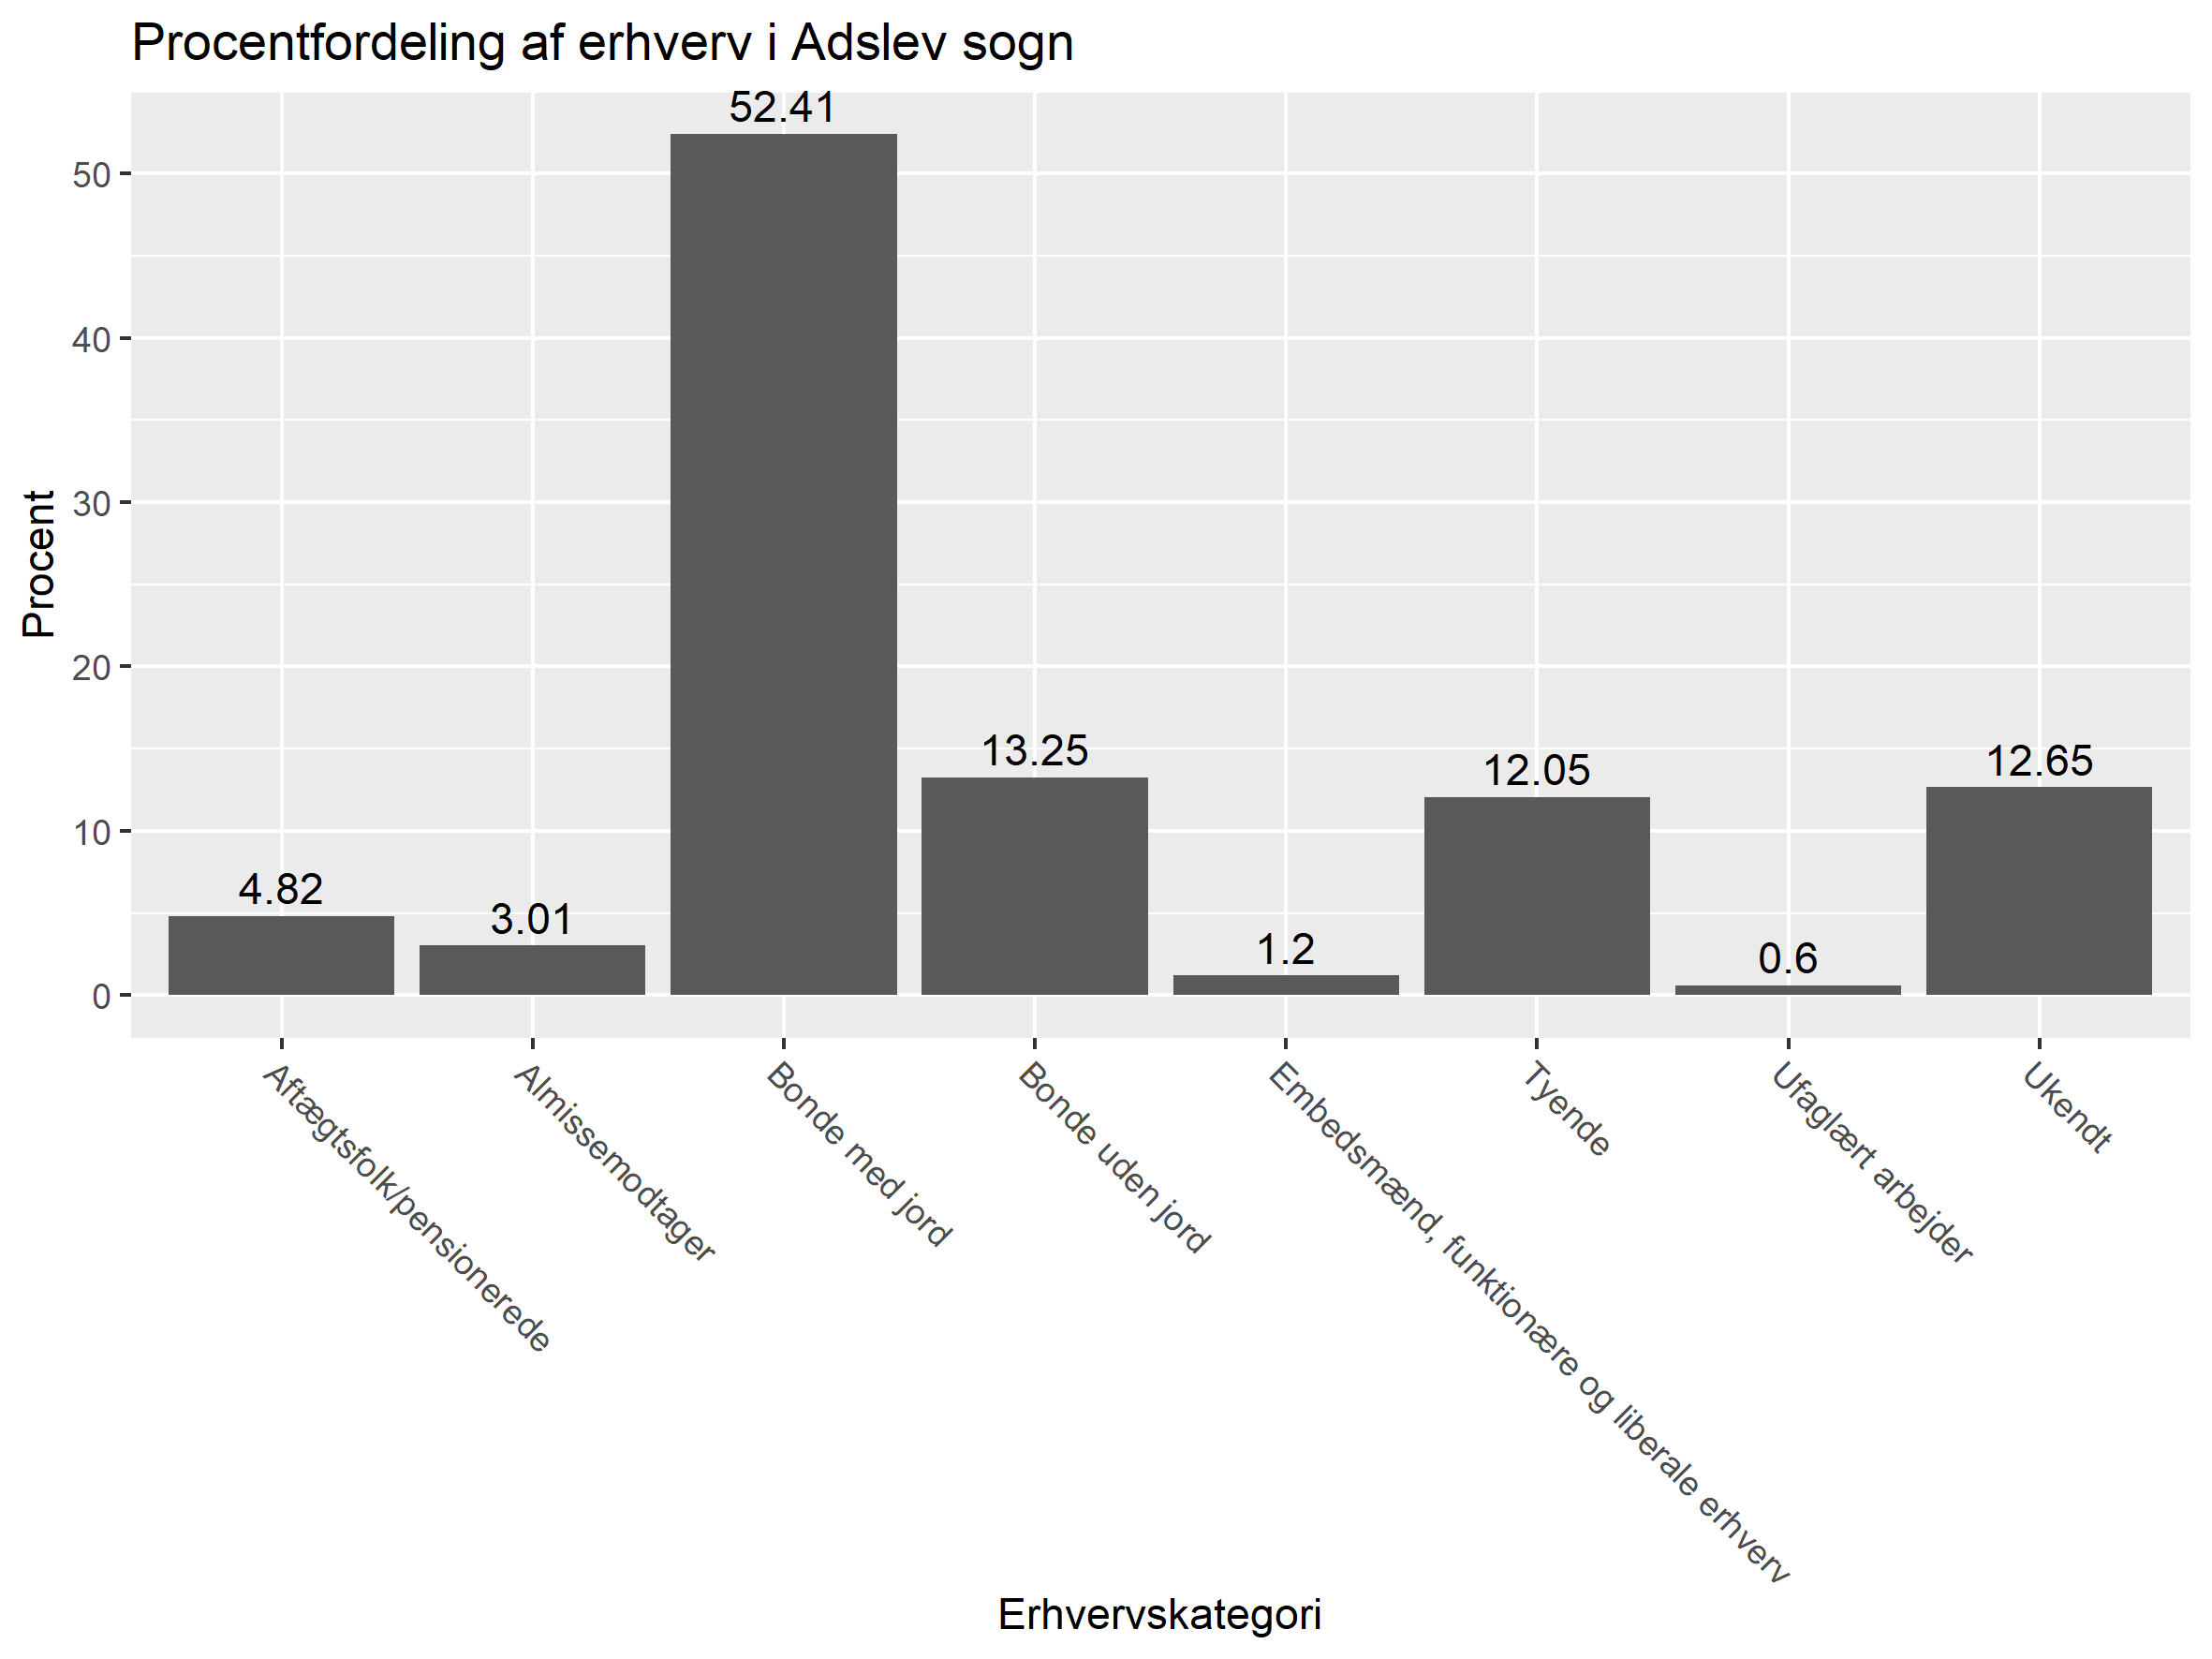 Procentfordeling af erhverv i Adslev sogn
Procent
50
40
30
20
10
0
4.82
3.01
52.41
13.25
1.2
12.05
0.6
12.65
Aftægtsfolk/pensionerede
Almissemodtager
Bonde med jord
Bonde uden jord
Embedsmænd, funktionære og liberale erhverv
Tyende
Ufaglært arbejder
Ukendt
Erhvervskategori